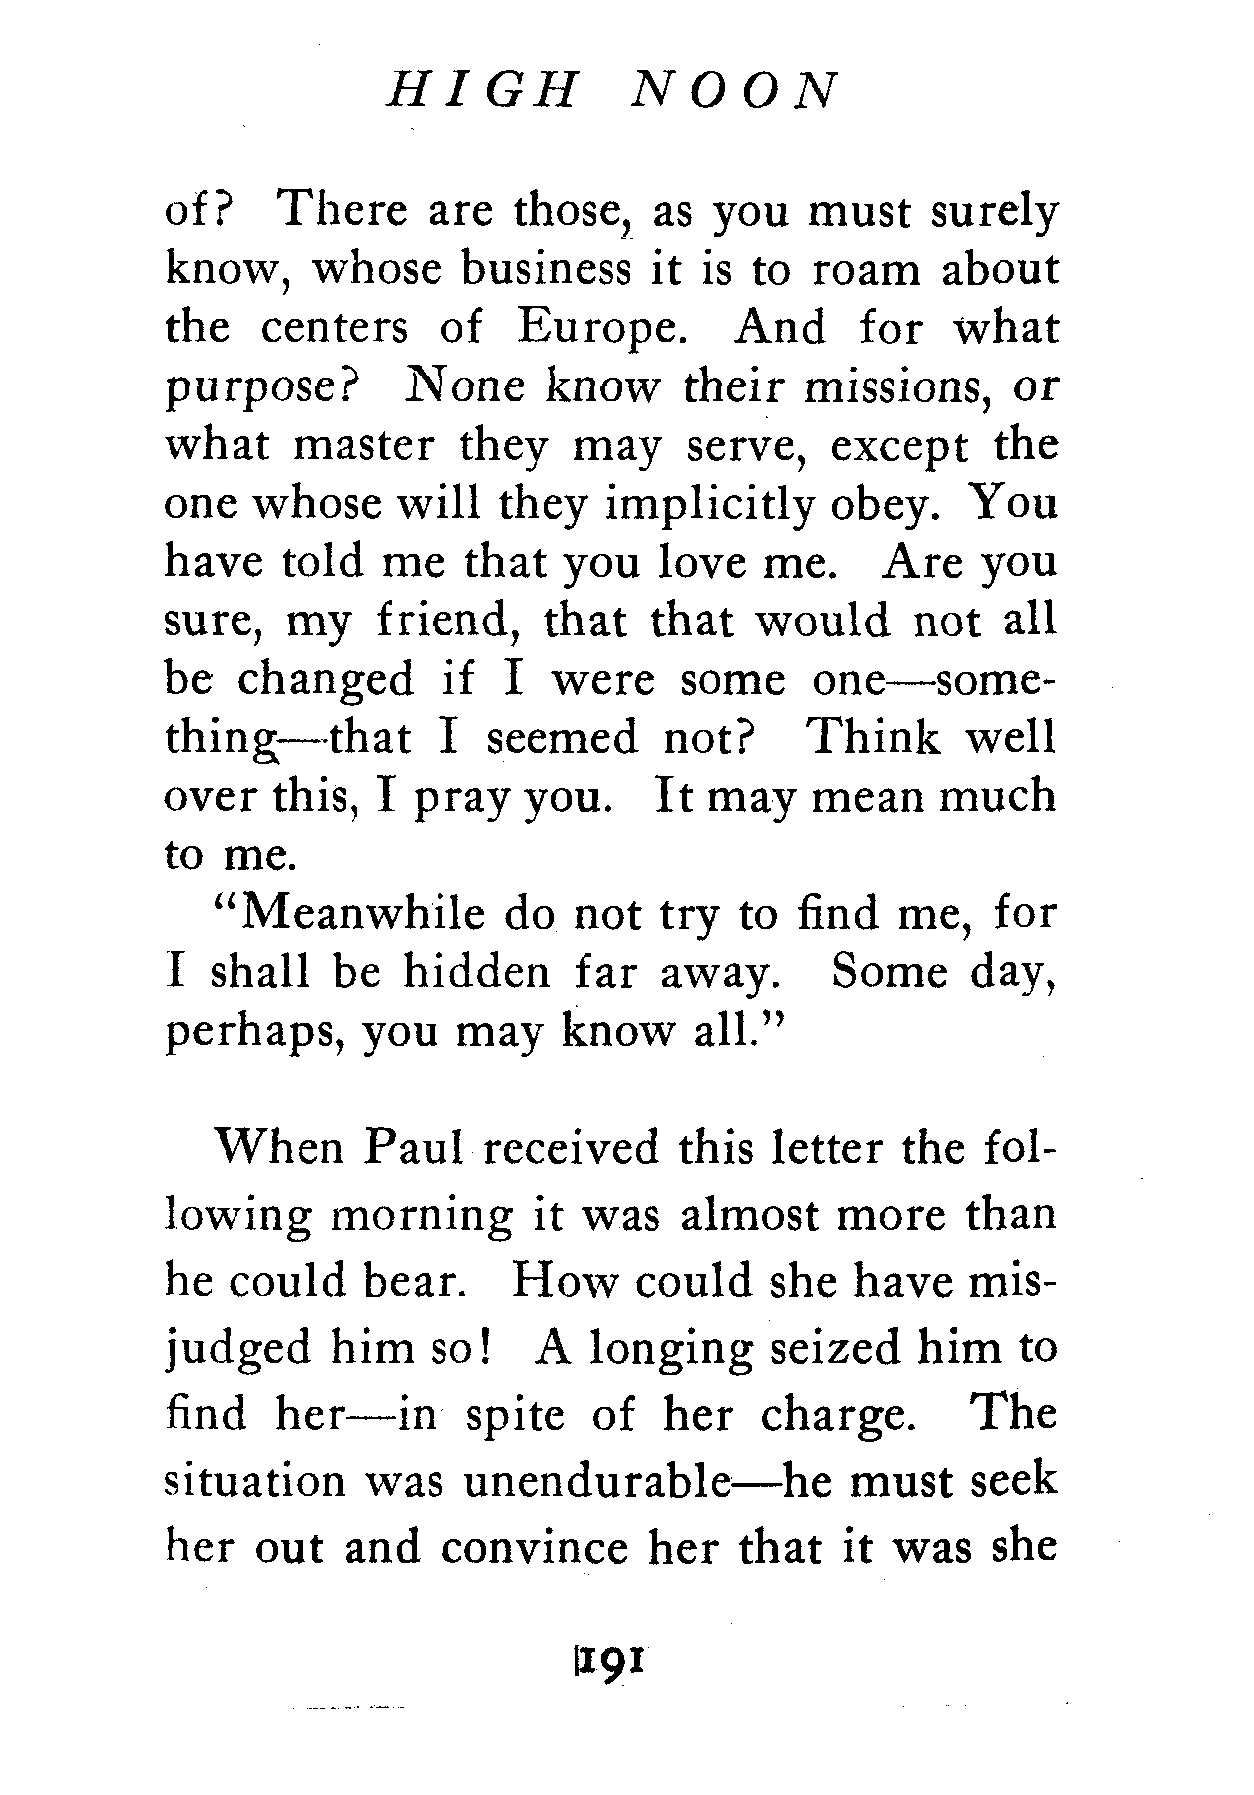 HIGH NOON
of? There are those, as you must surely
know, whose business it is to roam about
the centers of Europe. And for what
purpose? None know their missions, or
what master they may serve, except the
one whose will they implicitly obey. You
have told me that you love me. Are you
sure, my friend, that that would not all
be changed if I were some one—some-
thing—that I seemed not? Think well
over this, I pray you. It may mean much
to me.
"Meanwhile do not try to find me, for
I shall be hidden far away. Some day,
perhaps, you may know all."
When Paul received this letter the fol-
lowing morning it was almost more than
he could bear. How could she have mis-
judged him so! A longing seized him to
find her—in spite of her charge. The
situation was unendurable—he must seek
her out and convince her that it was she
191